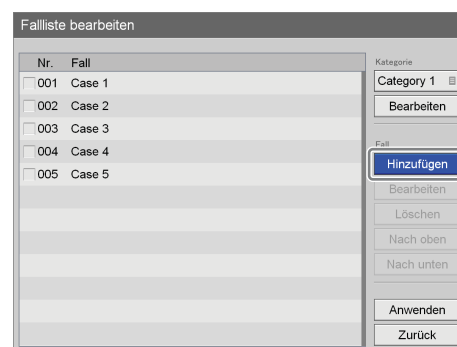 Fallliste bearbeiten
Nr. Fall
001 Case 1
002 Case 2
003 Case 3
004 Case 4
005 Case 5
Kategorie
Category 1
Bearbeiten
Fall
Hinzufügen
Bearbeiten
Löschen
Nach oben
Nach unten
Anwenden
Zurück